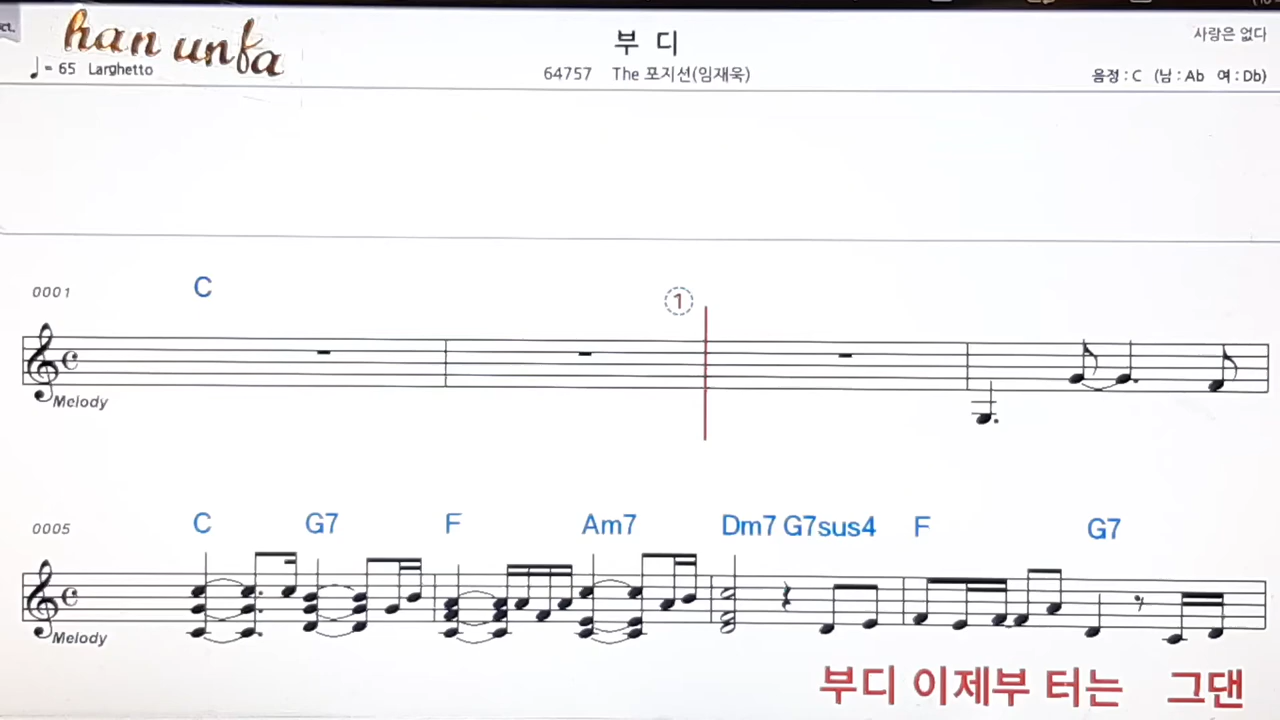 ct.
han unfa
부 디
사랑은 없다
♩= 65 Larghetto
64757 The 포지션(임재욱)
음정 : C (남 : Ab 여 : Db)
0001 C 1
Melody
0005 C G7 F Am7 Dm7 G7sus4 F G7
Melody
부디 이제부 터는 그댄